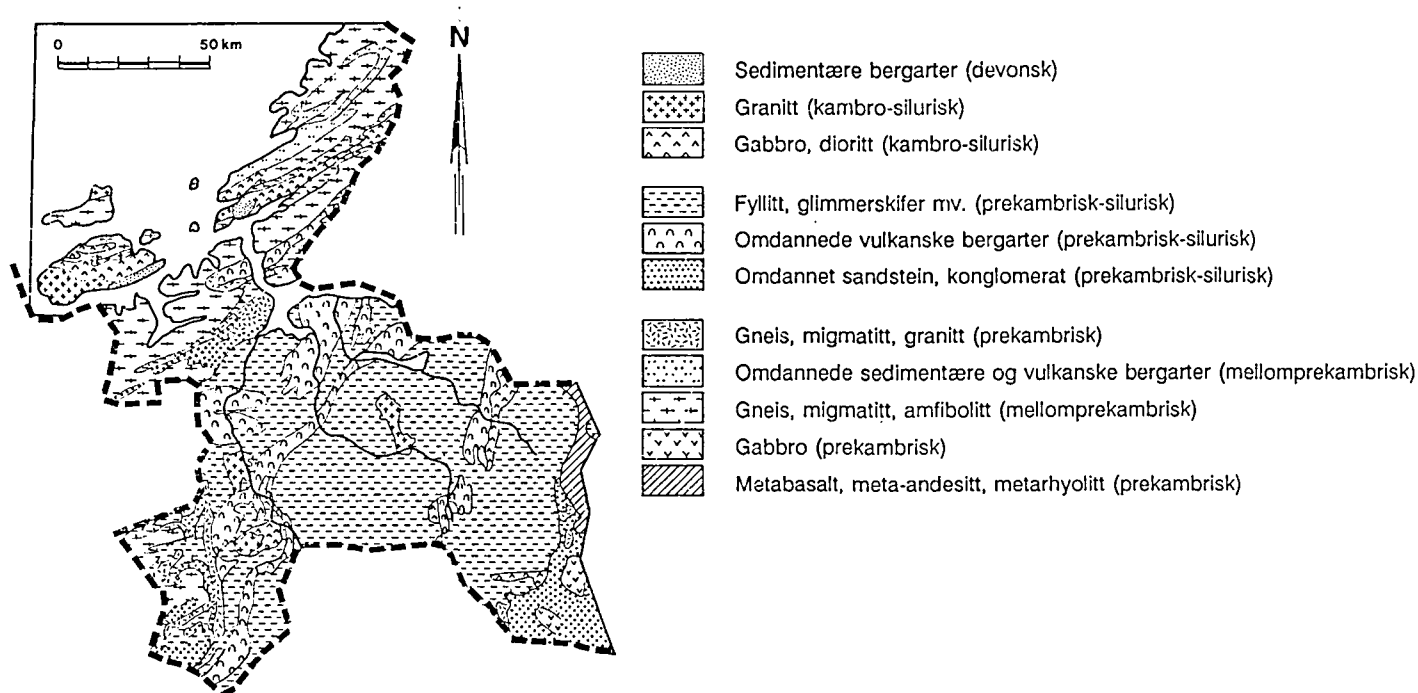 0 50 km
N
Sedimentære bergarter (devonsk)
Granitt (kambro-silurisk)
Gabbro, dioritt (kambro-silurisk)
Fyllitt, glimmerskifer mv. (prekambrisk-silurisk)
Omdannede vulkanske bergarter (prekambrisk-silurisk)
Omdannet sandstein, konglomerat (prekambrisk-silurisk)
Gneis, migmatitt, granitt (prekambrisk)
Omdannede sedimentære og vulkanske bergarter (mellomprekambrisk)
Gneis, migmatitt, amfibolitt (mellomprekambrisk)
Gabbro (prekambrisk)
Metabasalt, meta-andesitt, metarhyolitt (prekambrisk)